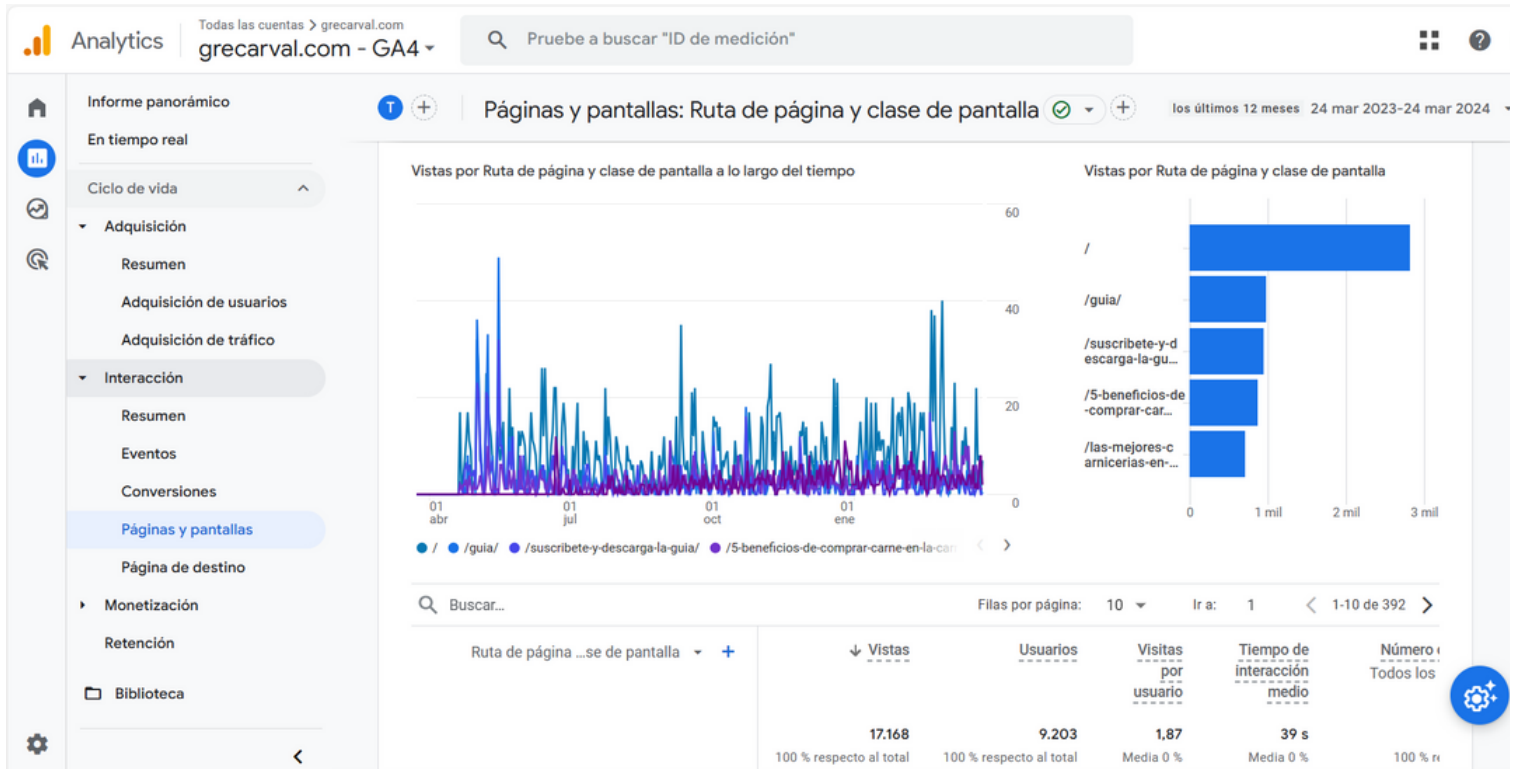 Analytics
Todas las cuentas > grecarval.com
grecarval.com - GA4
Pruebe a buscar "ID de medición"
Informe panorámico
En tiempo real
Ciclo de vida
Adquisición
Resumen
Adquisición de usuarios
Adquisición de tráfico
Interacción
Resumen
Eventos
Conversiones
Páginas y pantallas
Página de destino
Monetización
Retención
Biblioteca
T
Páginas y pantallas: Ruta de página y clase de pantalla
los últimos 12 meses 24 mar 2023-24 mar 2024
Vistas por Ruta de página y clase de pantalla a lo largo del tiempo
60
40
20
0
01 abr
01 jul
01 oct
01 ene
/ /guia/ /suscribete-y-descarga-la-guia/ /5-beneficios-de-comprar-carne-en-la-car
Vistas por Ruta de página y clase de pantalla
/
/guia/
/suscribete-y-d
escarga-la-gu...
/5-beneficios-de
-comprar-car...
/las-mejores-c
arnicerias-en-...
0 1 mil 2 mil 3 mil
Buscar...
Filas por página: 10 Ir a: 1 1-10 de 392
Ruta de página ...se de pantalla +
Vistas
Usuarios
Visitas
por
usuario
Tiempo de
interacción
medio
Número
Todos los
17.168 9.203 1,87 39 s
100 % respecto al total 100 % respecto al total Media 0 % Media 0 % 100 %